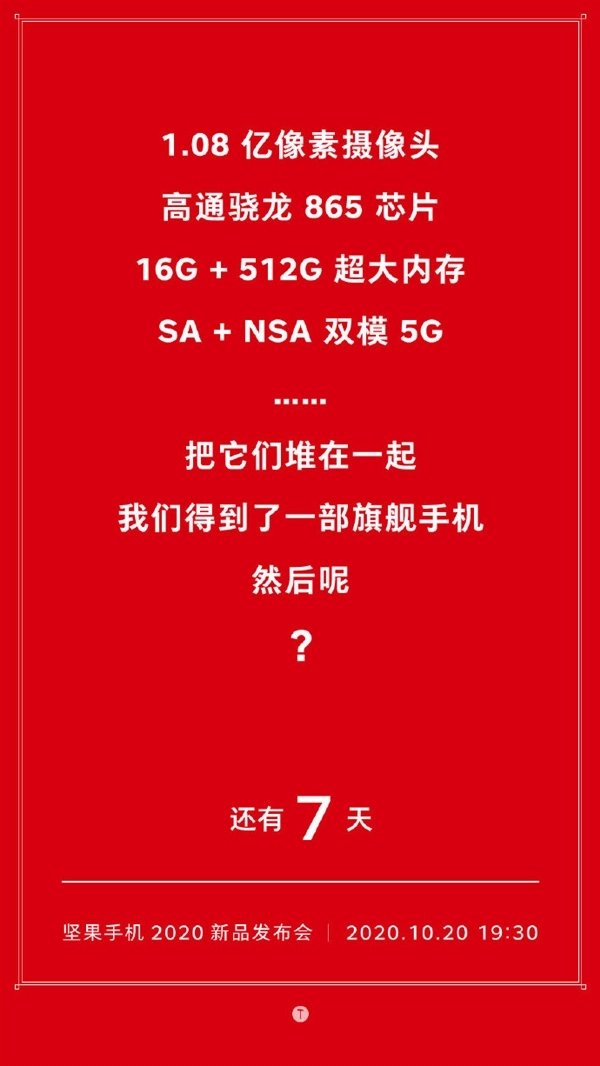 1.08 亿像素摄像头
高通骁龙 865 芯片
16G + 512G 超大内存
SA + NSA 双模 5G
……
把它们堆在一起
我们得到了一部旗舰手机
然后呢
?
还有 7 天
坚果手机 2020 新品发布会 | 2020.10.20 19:30
T